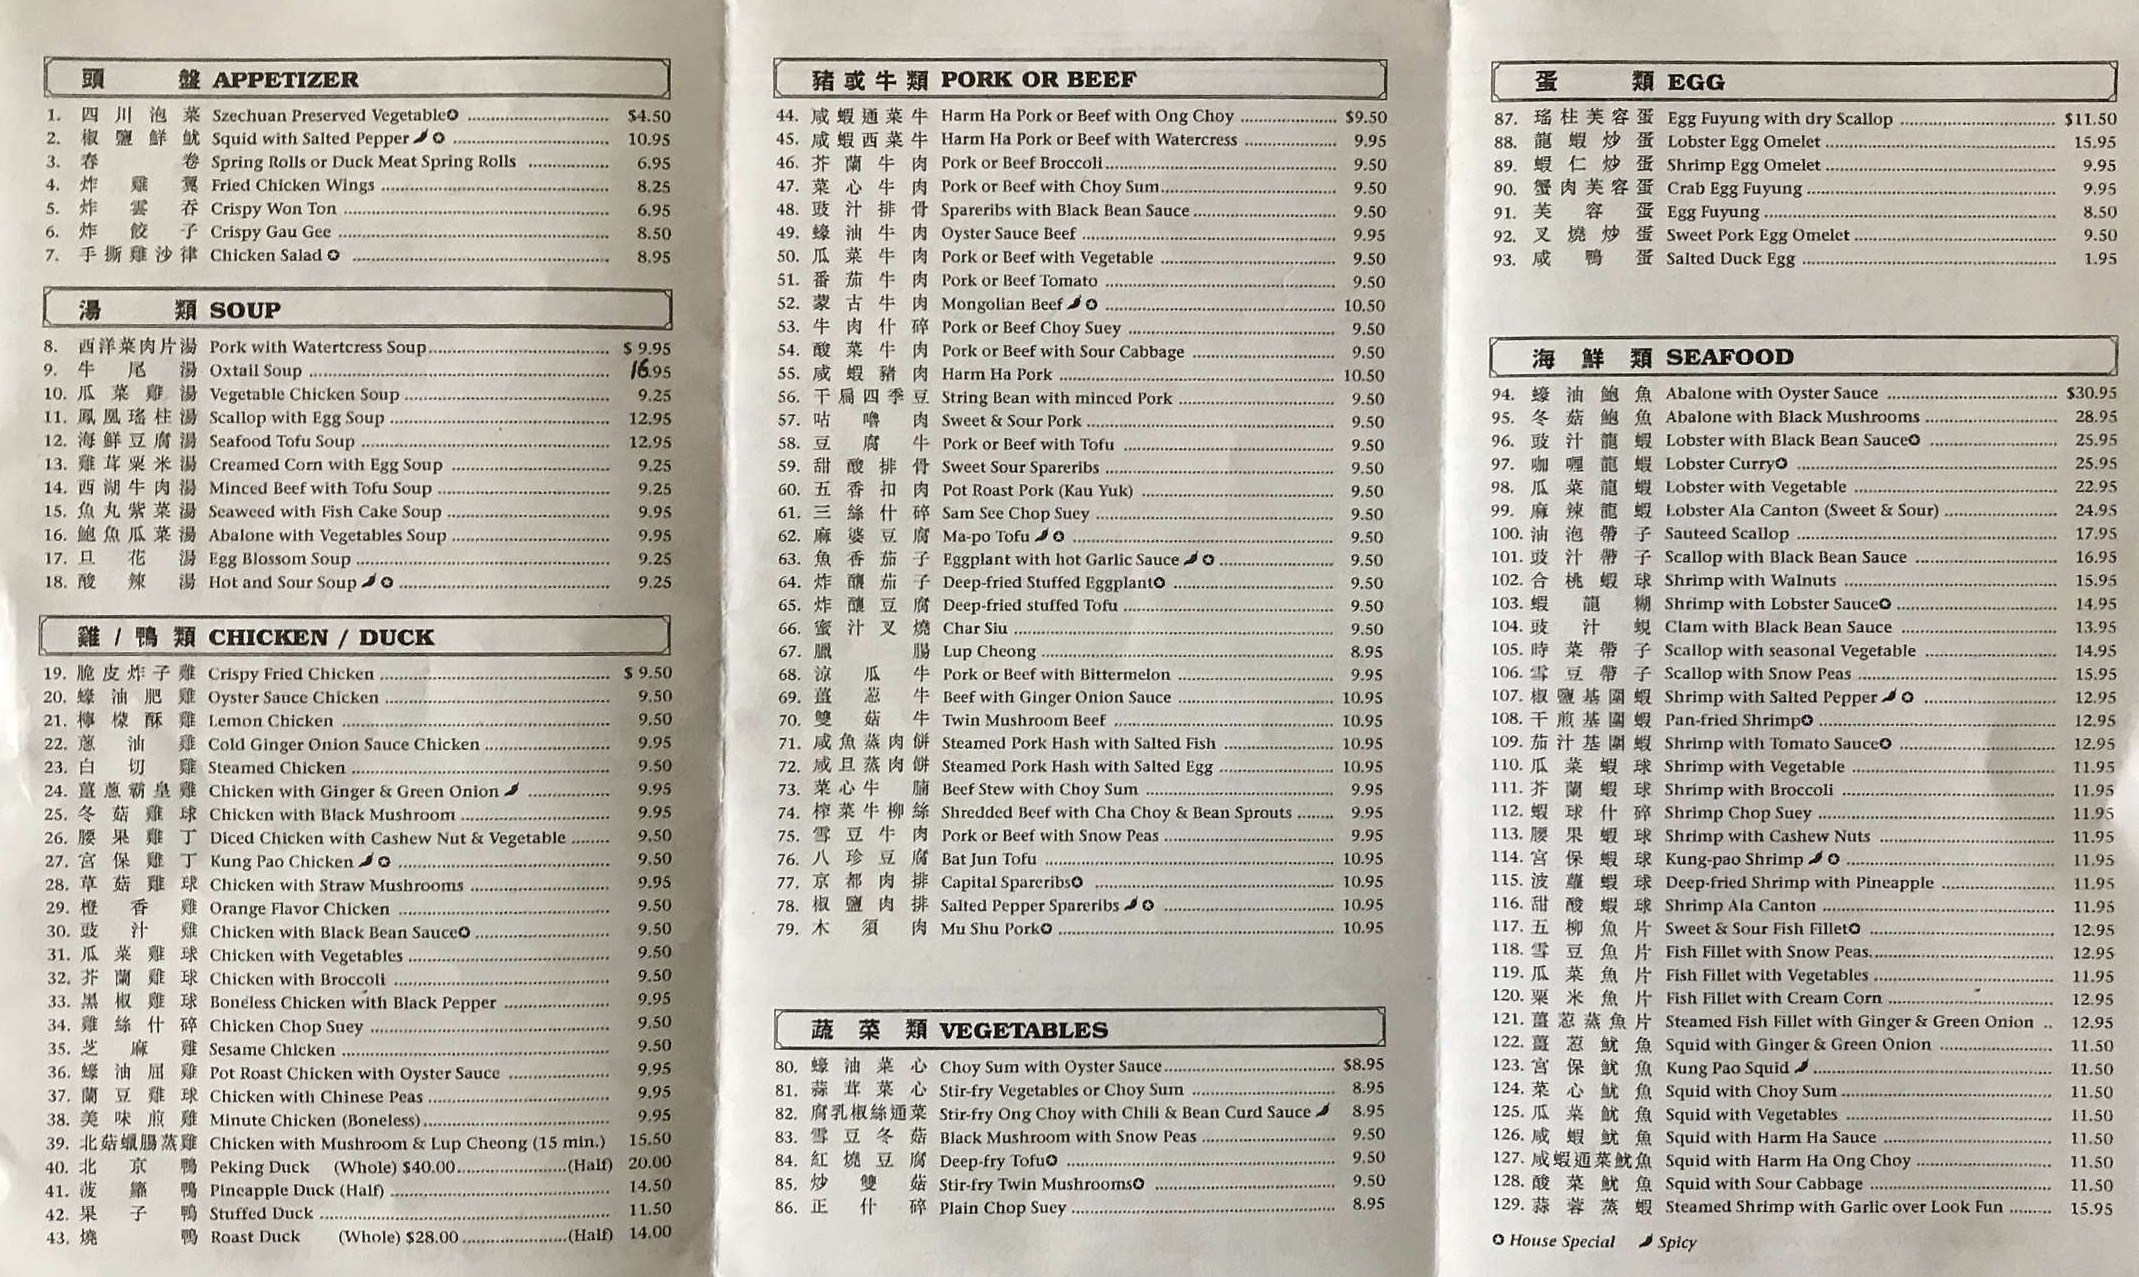 頭盤 APPETIZER
1. 四川泡菜 Szechuan Preserved Vegetable✪ $4.50
2. 椒鹽鮮魷 Squid with Salted Pepper 🌶 ✪ 10.95
3. 春卷 Spring Rolls or Duck Meat Spring Rolls 6.95
4. 炸雞翼 Fried Chicken Wings 8.25
5. 炸雲吞 Crispy Won Ton 6.95
6. 炸餃子 Crispy Gau Gee 8.50
7. 手撕雞沙律 Chicken Salad ✪ 8.95
湯類 SOUP
8. 西洋菜肉片湯 Pork with Watertcress Soup $ 9.95
9. 牛尾湯 Oxtail Soup 16.95
10. 瓜菜雞湯 Vegetable Chicken Soup 9.25
11. 鳳凰瑤柱湯 Scallop with Egg Soup 12.95
12. 海鮮豆腐湯 Seafood Tofu Soup 12.95
13. 雞茸粟米湯 Creamed Corn with Egg Soup 9.25
14. 西湖牛肉湯 Minced Beef with Tofu Soup 9.25
15. 魚丸紫菜湯 Seaweed with Fish Cake Soup 9.95
16. 鮑魚瓜菜湯 Abalone with Vegetables Soup 9.95
17. 旦花湯 Egg Blossom Soup 9.25
18. 酸辣湯 Hot and Sour Soup 🌶 ✪ 9.25
雞 / 鴨類 CHICKEN / DUCK
19. 脆皮炸子雞 Crispy Fried Chicken $ 9.50
20. 蠔油肥雞 Oyster Sauce Chicken 9.50
21. 檸檬酥雞 Lemon Chicken 9.50
22. 蔥油雞 Cold Ginger Onion Sauce Chicken 9.95
23. 白切雞 Steamed Chicken 9.50
24. 薑蔥霸皇雞 Chicken with Ginger & Green Onion 🌶 9.95
25. 冬菇雞球 Chicken with Black Mushroom 9.95
26. 腰果雞丁 Diced Chicken with Cashew Nut & Vegetable 9.50
27. 宮保雞丁 Kung Pao Chicken 🌶 ✪ 9.50
28. 草菇雞球 Chicken with Straw Mushrooms 9.95
29. 橙香雞 Orange Flavor Chicken 9.50
30. 豉汁雞 Chicken with Black Bean Sauce✪ 9.50
31. 瓜菜雞球 Chicken with Vegetables 9.50
32. 芥蘭雞球 Chicken with Broccoli 9.50
33. 黑椒雞球 Boneless Chicken with Black Pepper 9.95
34. 雞絲什碎 Chicken Chop Suey 9.50
35. 芝麻雞 Sesame Chicken 9.50
36. 蠔油屈雞 Pot Roast Chicken with Oyster Sauce 9.95
37. 蘭豆雞球 Chicken with Chinese Peas 9.95
38. 美味煎雞 Minute Chicken (Boneless) 9.95
39. 北菇蠟腸蒸雞 Chicken with Mushroom & Lup Cheong (15 min.) 15.50
40. 北京鴨 Peking Duck (Whole) $40.00 (Half) 20.00
41. 菠蘿鴨 Pineapple Duck (Half) 14.50
42. 果子鴨 Stuffed Duck 11.50
43. 燒鴨 Roast Duck (Whole) $28.00 (Half) 14.00
豬或牛類 PORK OR BEEF
44. 咸蝦通菜牛 Harm Ha Pork or Beef with Ong Choy $9.50
45. 咸蝦西菜牛 Harm Ha Pork or Beef with Watercress 9.95
46. 芥蘭牛肉 Pork or Beef Broccoli 9.50
47. 菜心牛肉 Pork or Beef with Choy Sum 9.50
48. 豉汁排骨 Spareribs with Black Bean Sauce 9.50
49. 蠔油牛肉 Oyster Sauce Beef 9.95
50. 瓜菜牛肉 Pork or Beef with Vegetable 9.50
51. 番茄牛肉 Pork or Beef Tomato 9.50
52. 蒙古牛肉 Mongolian Beef 🌶 ✪ 10.50
53. 牛肉什碎 Pork or Beef Choy Suey 9.50
54. 酸菜牛肉 Pork or Beef with Sour Cabbage 9.50
55. 咸蝦豬肉 Harm Ha Pork 10.50
56. 干扁四季豆 String Bean with minced Pork 9.50
57. 咕嚕肉 Sweet & Sour Pork 9.50
58. 豆腐牛 Pork or Beef with Tofu 9.50
59. 甜酸排骨 Sweet Sour Spareribs 9.50
60. 五香扣肉 Pot Roast Pork (Kau Yuk) 9.50
61. 三絲什碎 Sam See Chop Suey 9.50
62. 麻婆豆腐 Ma-po Tofu 🌶 ✪ 9.50
63. 魚香茄子 Eggplant with hot Garlic Sauce 🌶 ✪ 9.50
64. 炸釀茄子 Deep-fried Stuffed Eggplant✪ 9.50
65. 炸釀豆腐 Deep-fried stuffed Tofu 9.50
66. 蜜汁叉燒 Char Siu 9.50
67. 臘腸 Lup Cheong 8.95
68. 涼瓜牛 Pork or Beef with Bittermelon 9.95
69. 薑蔥牛 Beef with Ginger Onion Sauce 10.95
70. 雙菇牛 Twin Mushroom Beef 10.95
71. 咸魚蒸肉餅 Steamed Pork Hash with Salted Fish 10.95
72. 咸旦蒸肉餅 Steamed Pork Hash with Salted Egg 10.95
73. 菜心牛腩 Beef Stew with Choy Sum 10.95
74. 榨菜牛柳絲 Shredded Beef with Cha Choy & Bean Sprouts 9.95
75. 雪豆牛肉 Pork or Beef with Snow Peas 9.95
76. 八珍豆腐 Bat Jun Tofu 10.95
77. 京都肉排 Capital Spareribs✪ 10.95
78. 椒鹽肉排 Salted Pepper Spareribs 🌶 ✪ 10.95
79. 木須肉 Mu Shu Pork✪ 10.95
蔬菜類 VEGETABLES
80. 蠔油菜心 Choy Sum with Oyster Sauce $8.95
81. 蒜茸菜心 Stir-fry Vegetables or Choy Sum 8.95
82. 腐乳椒絲通菜 Stir-fry Ong Choy with Chili & Bean Curd Sauce 🌶 8.95
83. 雪豆冬菇 Black Mushroom with Snow Peas 9.50
84. 紅燒豆腐 Deep-fry Tofu✪ 9.50
85. 炒雙菇 Stir-fry Twin Mushrooms✪ 9.50
86. 正什碎 Plain Chop Suey 8.95
蛋類 EGG
87. 瑤柱芙容蛋 Egg Fuyung with dry Scallop $11.50
88. 龍蝦炒蛋 Lobster Egg Omelet 15.95
89. 蝦仁炒蛋 Shrimp Egg Omelet 9.95
90. 蟹肉芙容蛋 Crab Egg Fuyung 9.95
91. 芙容蛋 Egg Fuyung 8.50
92. 叉燒炒蛋 Sweet Pork Egg Omelet 9.50
93. 咸鴨蛋 Salted Duck Egg 1.95
海鮮類 SEAFOOD
94. 蠔油鮑魚 Abalone with Oyster Sauce $30.95
95. 冬菇鮑魚 Abalone with Black Mushrooms 28.95
96. 豉汁龍蝦 Lobster with Black Bean Sauce✪ 25.95
97. 咖喱龍蝦 Lobster Curry✪ 25.95
98. 瓜菜龍蝦 Lobster with Vegetable 22.95
99. 麻辣龍蝦 Lobster Ala Canton (Sweet & Sour) 24.95
100. 油泡帶子 Sauteed Scallop 17.95
101. 豉汁帶子 Scallop with Black Bean Sauce 16.95
102. 合桃蝦球 Shrimp with Walnuts 15.95
103. 蝦龍糊 Shrimp with Lobster Sauce✪ 14.95
104. 豉汁蜆 Clam with Black Bean Sauce 13.95
105. 時菜帶子 Scallop with seasonal Vegetable 14.95
106. 雪豆帶子 Scallop with Snow Peas 15.95
107. 椒鹽基圍蝦 Shrimp with Salted Pepper 🌶 ✪ 12.95
108. 干煎基圍蝦 Pan-fried Shrimp✪ 12.95
109. 茄汁基圍蝦 Shrimp with Tomato Sauce✪ 12.95
110. 瓜菜蝦球 Shrimp with Vegetable 11.95
111. 芥蘭蝦球 Shrimp with Broccoli 11.95
112. 蝦球什碎 Shrimp Chop Suey 11.95
113. 腰果蝦球 Shrimp with Cashew Nuts 11.95
114. 宮保蝦球 Kung-pao Shrimp 🌶 ✪ 11.95
115. 波蘿蝦球 Deep-fried Shrimp with Pineapple 11.95
116. 甜酸蝦球 Shrimp Ala Canton 11.95
117. 五柳魚片 Sweet & Sour Fish Fillet✪ 12.95
118. 雪豆魚片 Fish Fillet with Snow Peas 12.95
119. 瓜菜魚片 Fish Fillet with Vegetables 11.95
120. 粟米魚片 Fish Fillet with Cream Corn 12.95
121. 薑蔥蒸魚片 Steamed Fish Fillet with Ginger & Green Onion 12.95
122. 薑蔥魷魚 Squid with Ginger & Green Onion 11.50
123. 宮保魷魚 Kung Pao Squid 🌶 11.50
124. 菜心魷魚 Squid with Choy Sum 11.50
125. 瓜菜魷魚 Squid with Vegetables 11.50
126. 咸蝦魷魚 Squid with Harm Ha Sauce 11.50
127. 咸蝦通菜魷魚 Squid with Harm Ha Ong Choy 11.50
128. 酸菜魷魚 Squid with Sour Cabbage 11.50
129. 蒜蓉蒸蝦 Steamed Shrimp with Garlic over Look Fun 15.95
✪ House Special 🌶 Spicy